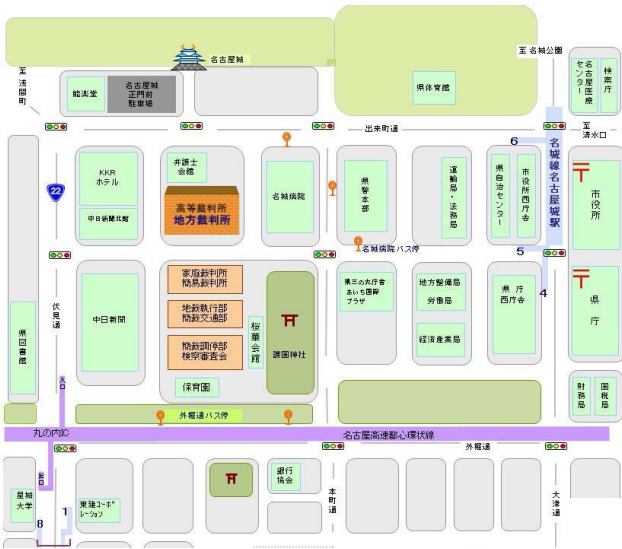 名古屋城
至 名城公園
至 浅間町
能楽堂
名古屋城
正門前
駐車場
県体育館
名古屋医療
センター
検察庁
出来町通
至
清水口
6
名城線名古屋城駅
KKR
ホテル
中日新聞北館
弁護士
会館
高等裁判所
地方裁判所
名城病院
県警本部
運輸局・法務局
県自治センター
市役所西庁舎
市役所
22
名城病院バス停
5
4
伏見通
県図書館
中日新聞
家庭裁判所
簡易裁判所
地裁執行部
簡裁交通部
簡裁調停部
検察審査会
桜華会館
護国神社
保育園
県三の丸庁舎
あいち国際
プラザ
地方整備局
労働局
経済産業局
県 庁
西庁舎
県 庁
財務局
国税局
入口
外堀通バス停
丸の内IC
名古屋高速都心環状線
外堀通
出口
星城
大学
8
1
東建コーポ
レーション
銀行
協会
本町通
大津通